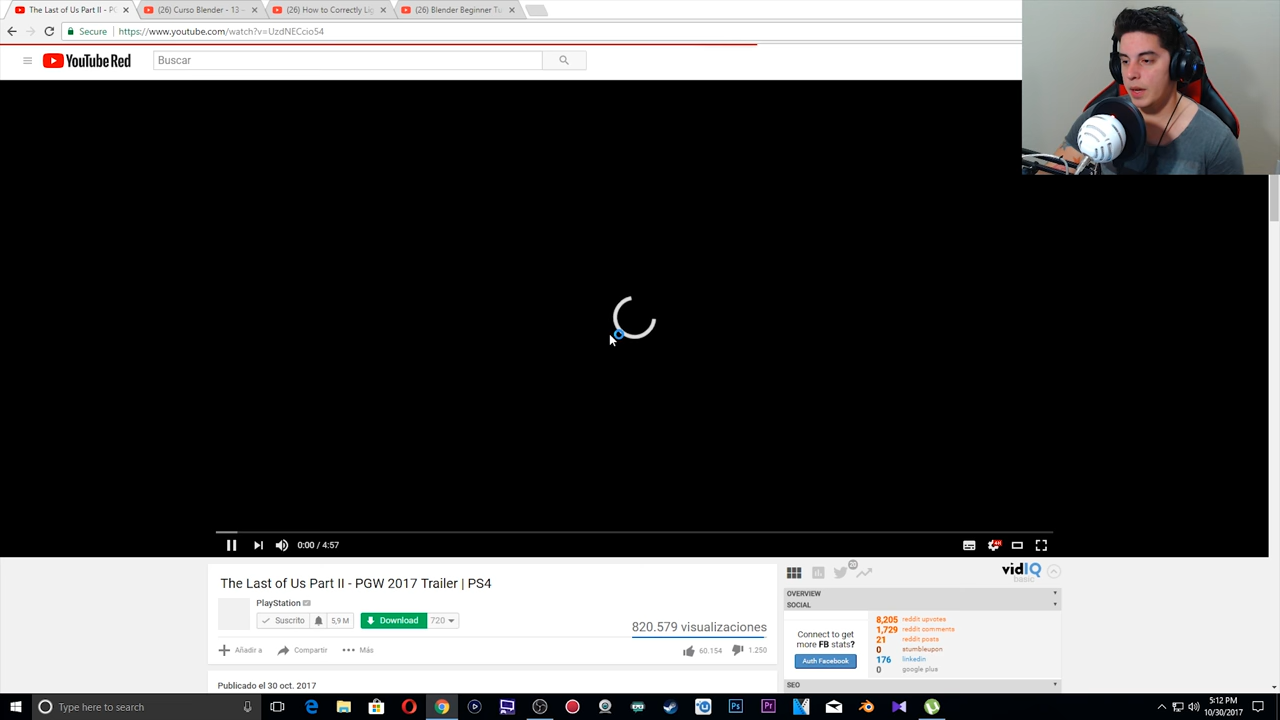 The Last of Us Part II - PG
(26) Curso Blender - 13 -
(26) How to Correctly Lig
(26) Blender Beginner Tu
Secure
https://www.youtube.com/watch?v=UzdNECcio54
YouTube Red
Buscar
0:00 / 4:57
The Last of Us Part II - PGW 2017 Trailer | PS4
PlayStation
Suscrito
5,9 M
Download
720
820.579 visualizaciones
Añadir a
Compartir
Más
60.154
1.250
Publicado el 30 oct. 2017
20
vidIQ
basic
OVERVIEW
SOCIAL
Connect to get
more FB stats?
Auth Facebook
8,205 reddit upvotes
1,729 reddit comments
21 reddit posts
0 stumbleupon
176 linkedin
0 google plus
SEO
Type here to search
5:12 PM
10/30/2017